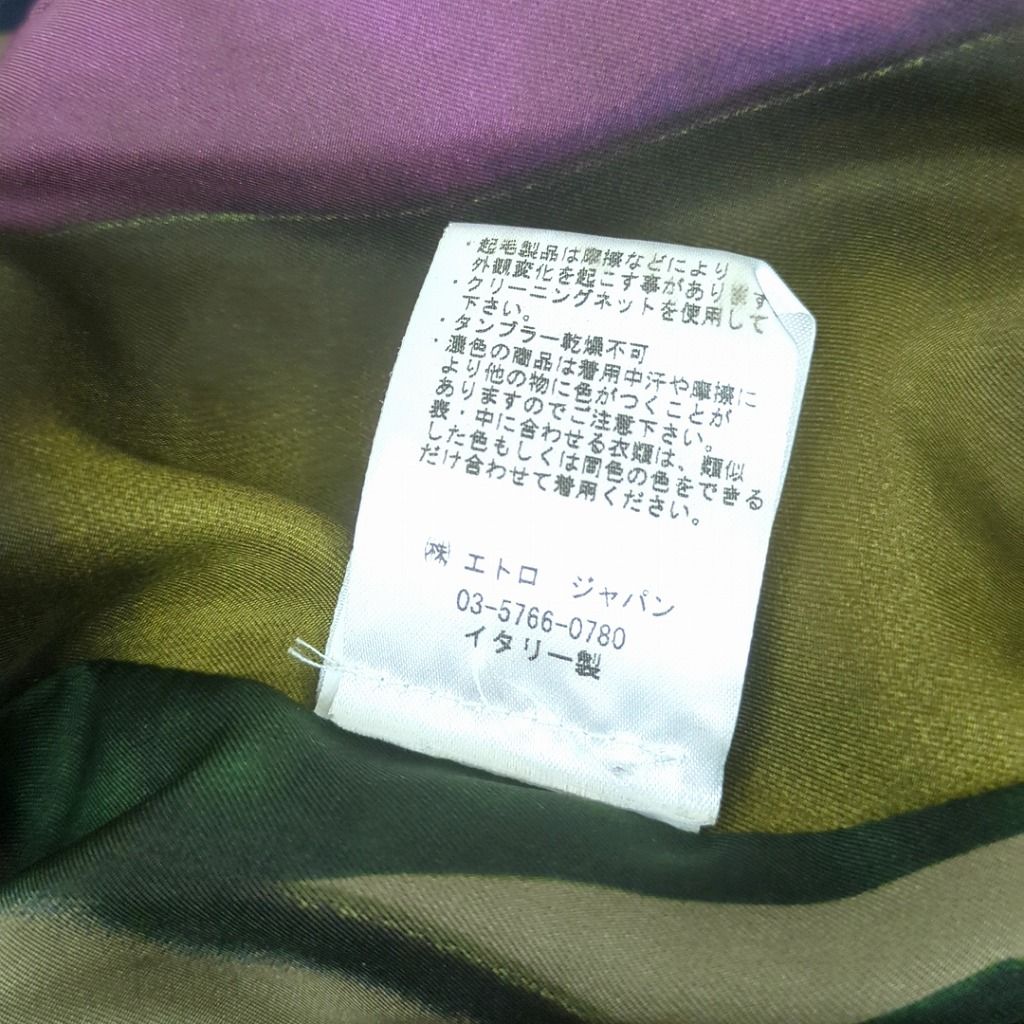 ・起毛製品は摩擦などにより
外観変化を起こす事があります
・クリーニングネットを使用して
下さい。
・タンブラー乾燥不可
・濃色の商品は着用中汗や摩擦に
より他の物に色がつくことが
ありますのでご注意下さい。
表・中に合わせる衣類は、類似
した色もしくは同色の色をできる
だけ合わせて着用ください。
㈱ エトロ ジャパン
03-5766-0780
イタリー製